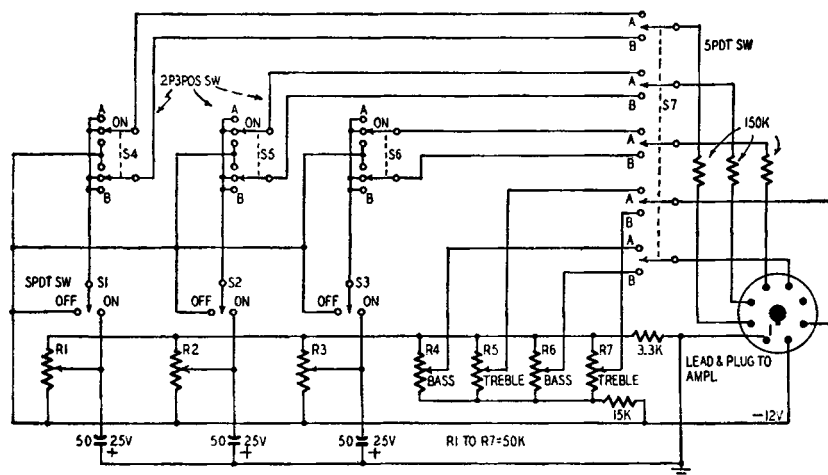 A
B
5PDT SW
2P3POS SW
A
ON
S4
B
A
ON
S5
B
A
ON
S6
B
A
B
S7
150K
A
B
A
B
A
B
SPDT SW
S1
OFF
ON
S2
OFF
ON
S3
OFF
ON
R1
R2
R3
R4
BASS
R5
TREBLE
R6
BASS
R7
TREBLE
3.3K
LEAD & PLUG TO
AMPL
15K
-12V
50
25V
+
50
25V
+
50
25V
+
R1 TO R7=50K